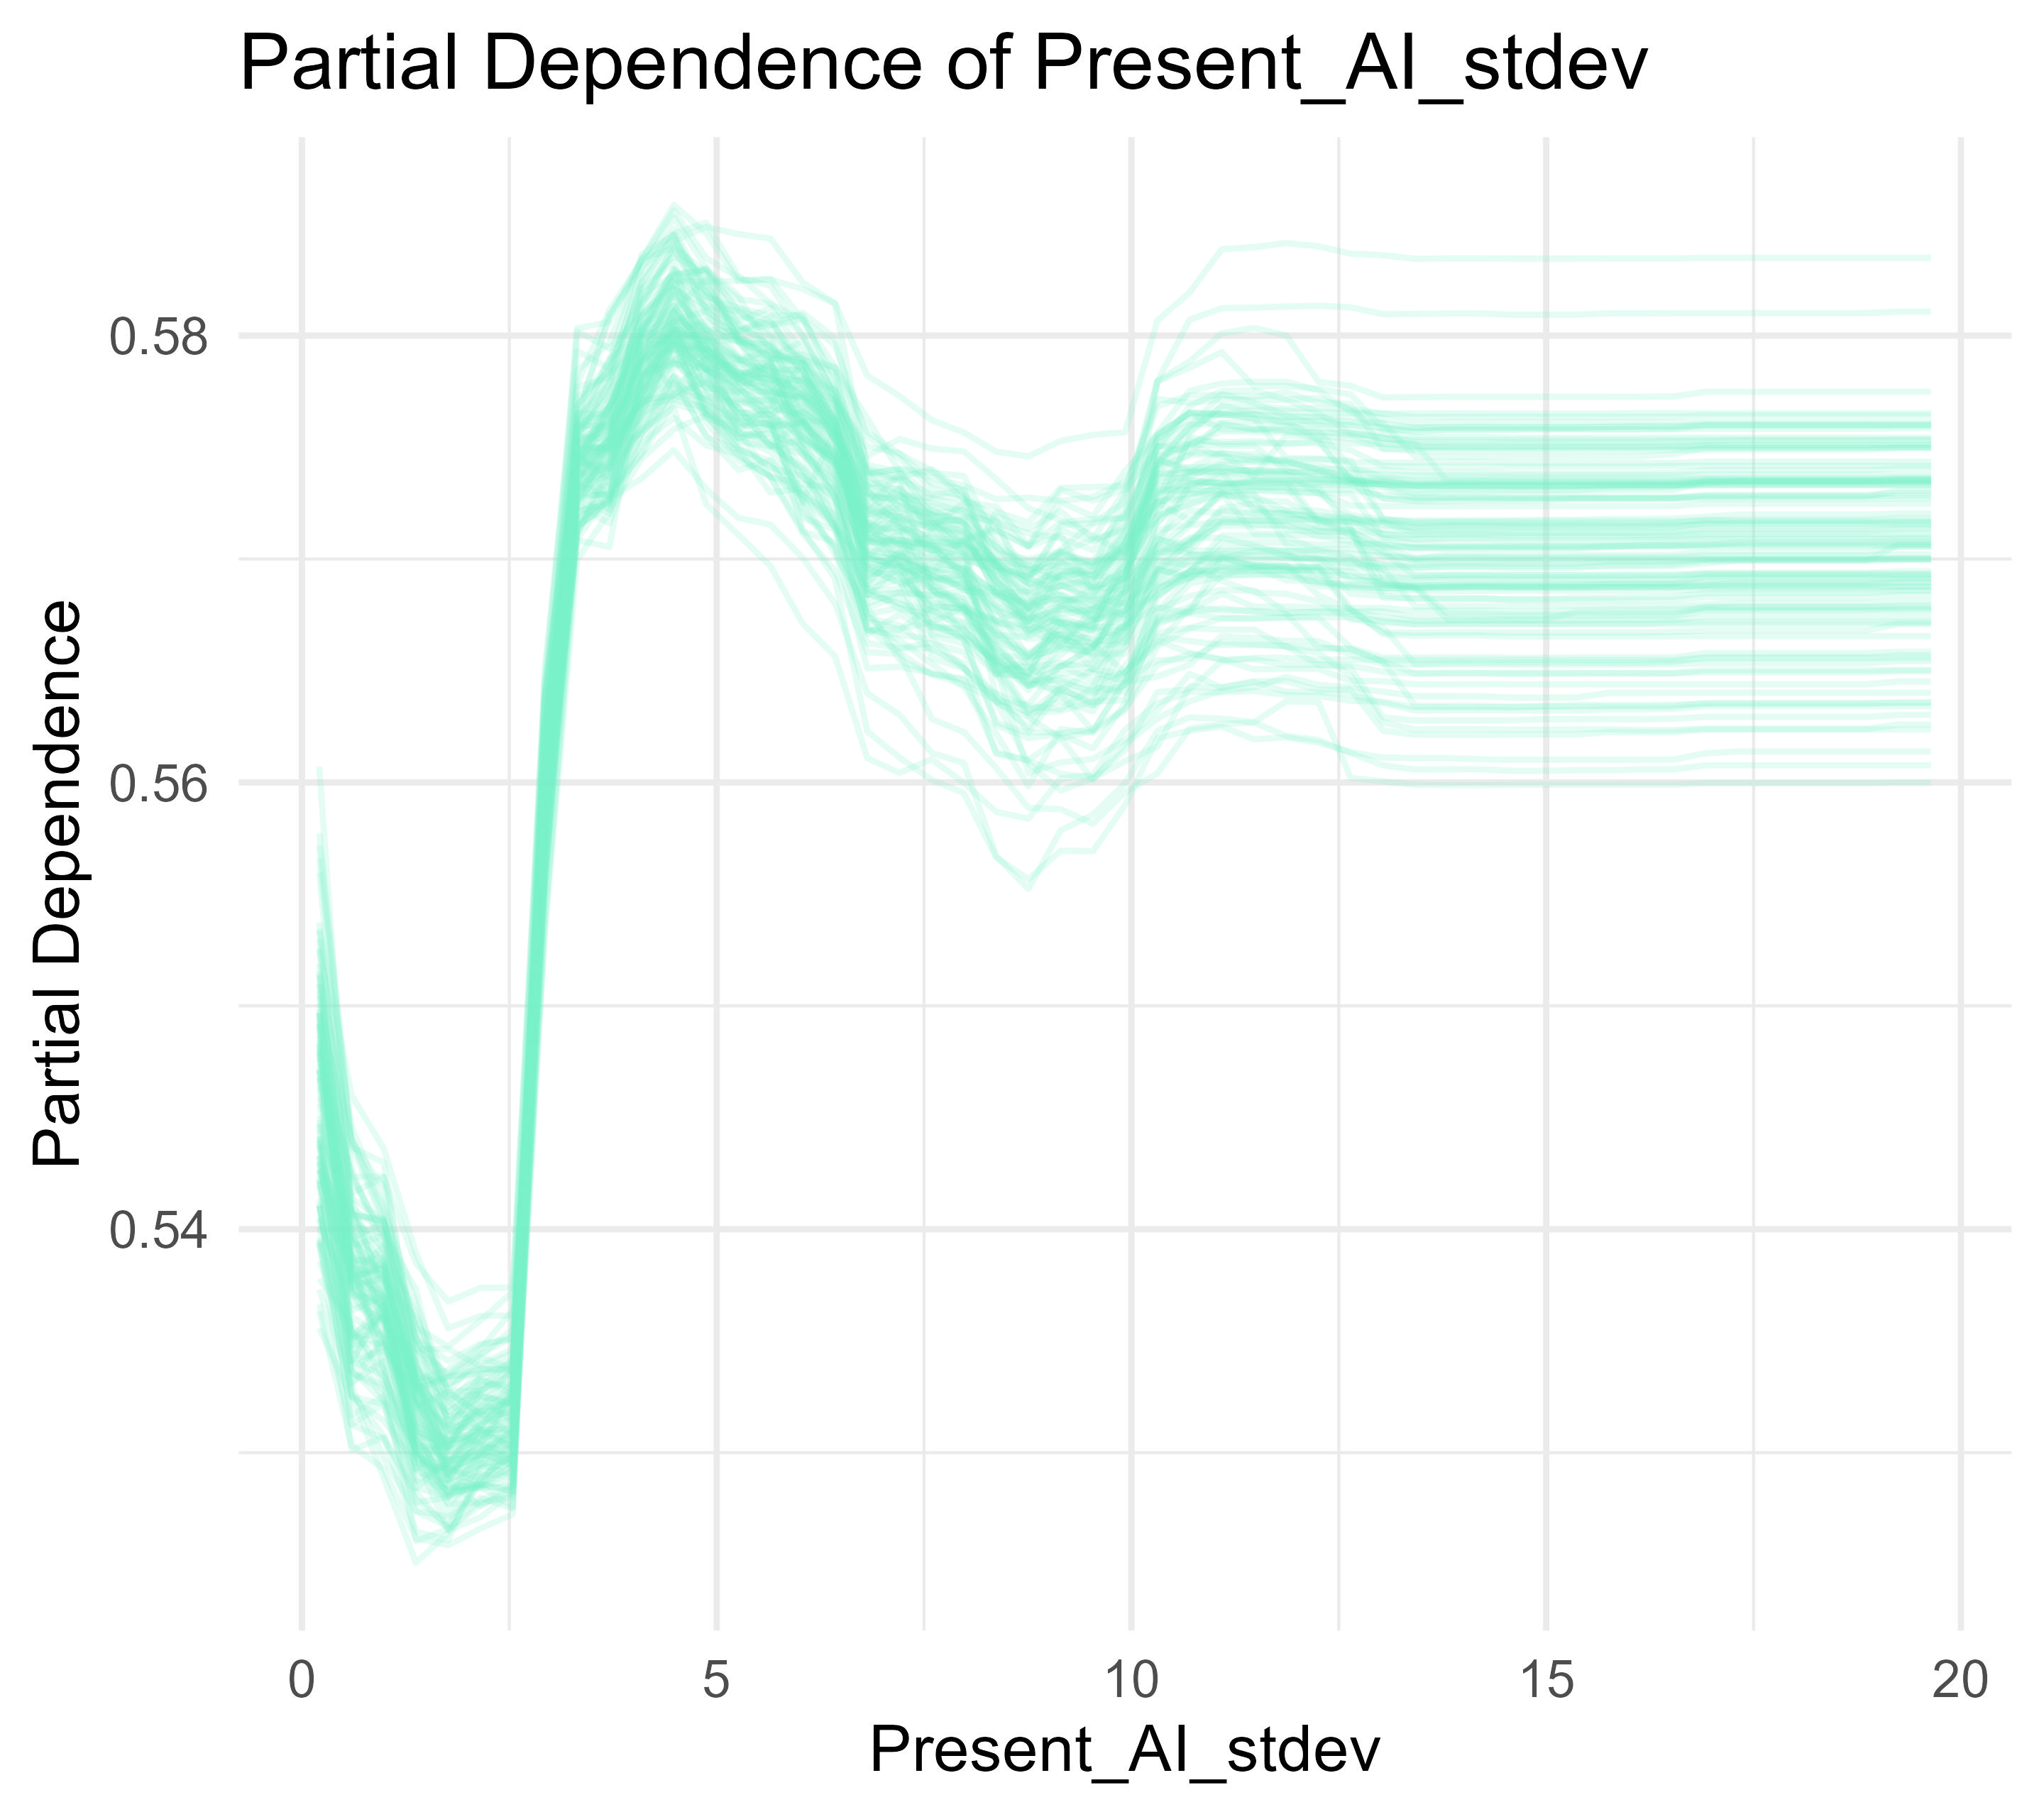 Partial Dependence of Present_AI_stdev
Partial Dependence
0.58
0.56
0.54
0 5 10 15 20
Present_AI_stdev